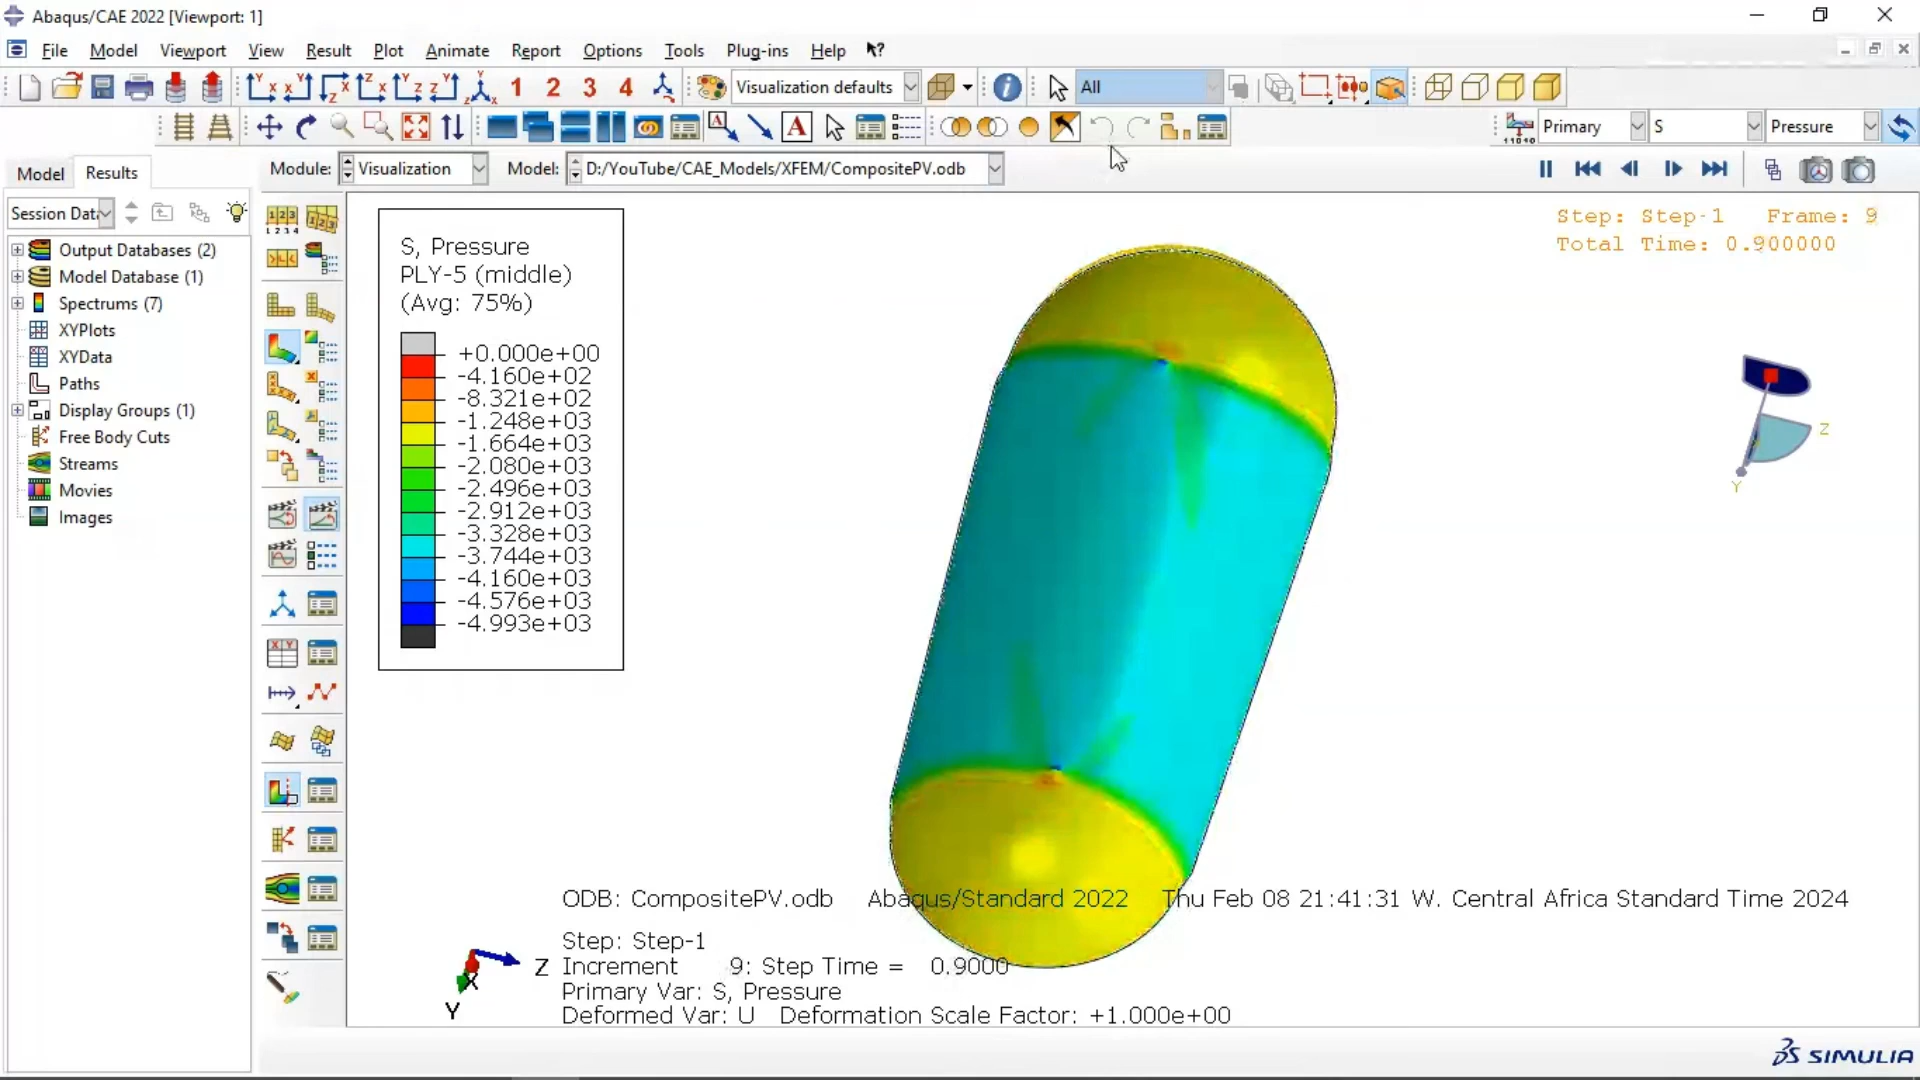 Abaqus/CAE 2022 [Viewport: 1]
File Model Viewport View Result Plot Animate Report Options Tools Plug-ins Help
1 2 3 4 Visualization defaults All
A Primary S Pressure
Module: Visualization Model: D:/YouTube/CAE_Models/XFEM/CompositePV.odb
Model Results
Session Data
Output Databases (2)
Model Database (1)
Spectrums (7)
XYPlots
XYData
Paths
Display Groups (1)
Free Body Cuts
Streams
Movies
Images
S, Pressure
PLY-5 (middle)
(Avg: 75%)
+0.000e+00
-4.160e+02
-8.321e+02
-1.248e+03
-1.664e+03
-2.080e+03
-2.496e+03
-2.912e+03
-3.328e+03
-3.744e+03
-4.160e+03
-4.576e+03
-4.993e+03
Step: Step-1 Frame: 9
Total Time: 0.900000
Z
Y
ODB: CompositePV.odb Abaqus/Standard 2022 Thu Feb 08 21:41:31 W. Central Africa Standard Time 2024
Step: Step-1
Increment 9: Step Time = 0.9000
Primary Var: S, Pressure
Deformed Var: U Deformation Scale Factor: +1.000e+00
Z
X
Y
SIMULIA